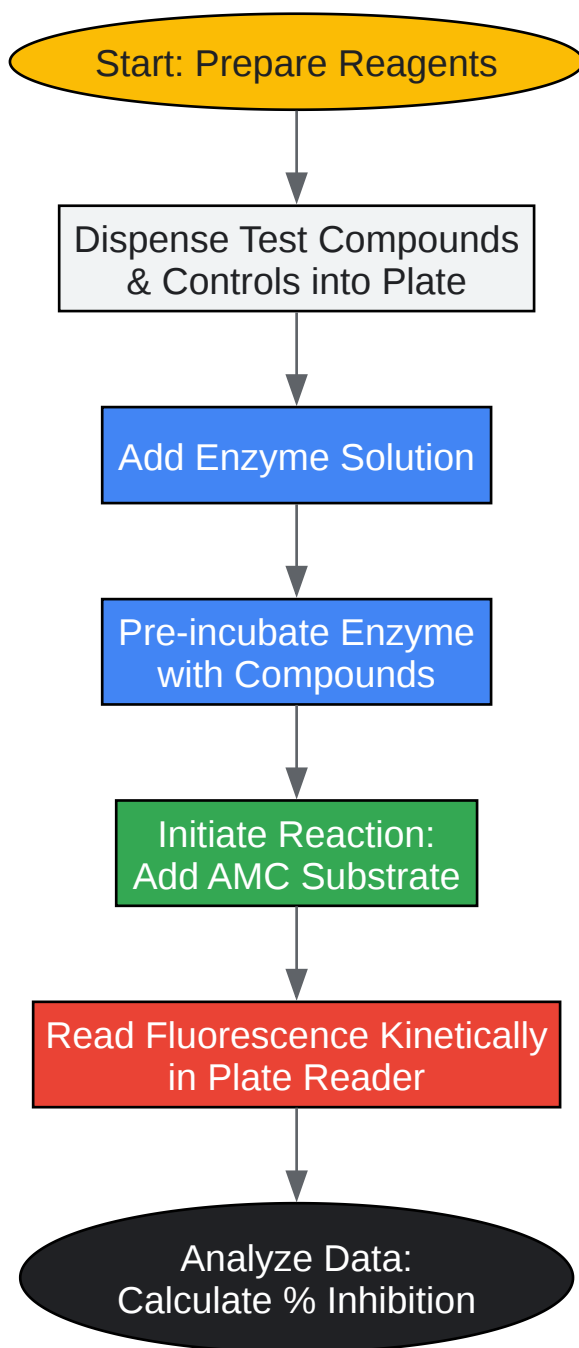 Start: Prepare Reagents
Dispense Test Compounds
& Controls into Plate
Add Enzyme Solution
Pre-incubate Enzyme
with Compounds
Initiate Reaction:
Add AMC Substrate
Read Fluorescence Kinetically
in Plate Reader
Analyze Data:
Calculate % Inhibition